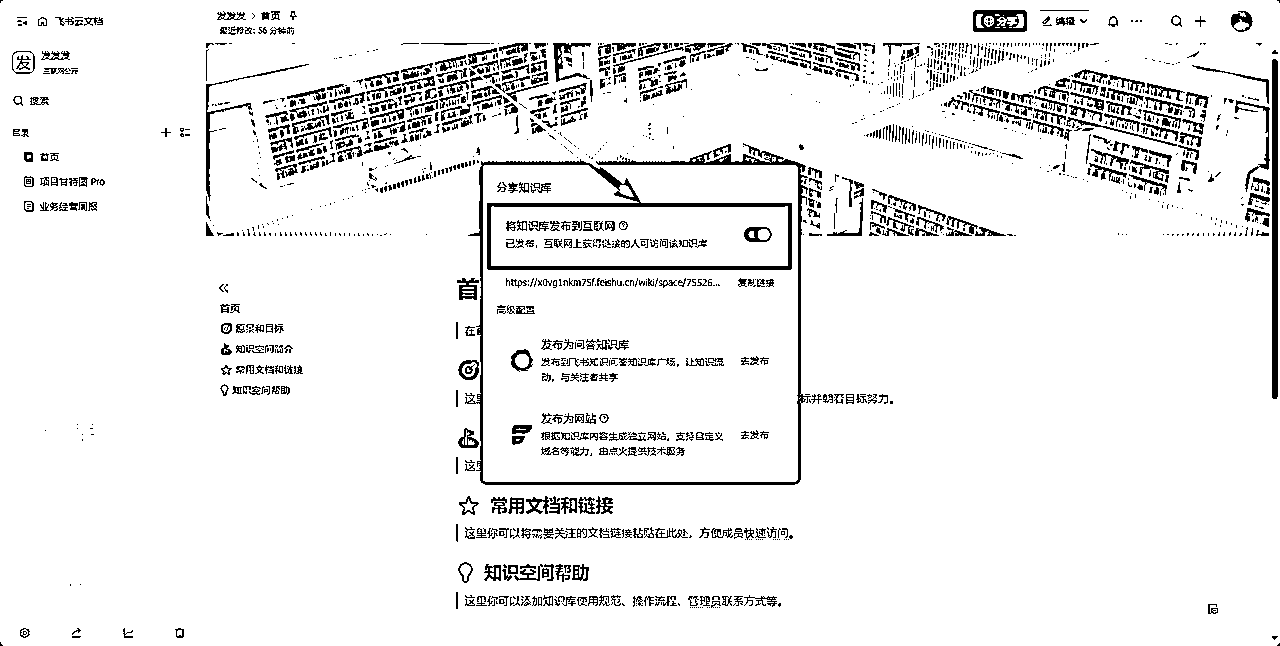 飞书云文档
发发发 > 首页
最近修改: 56 分钟前
分享
编辑
发
发发发
互联网公开
搜索
目录
首页
项目甘特图 Pro
业务经营周报
首页
愿景和目标
知识空间简介
常用文档和链接
知识空间帮助
分享知识库
将知识库发布到互联网
已发布，互联网上获得链接的人可访问该知识库
https://x0vg1nkm75f.feishu.cn/wiki/space/75526...
复制链接
高级配置
发布为问答知识库
发布到飞书知识问答知识库广场，让知识流
动，与关注者共享
去发布
发布为网站
根据知识库内容生成独立网站，支持自定义
域名等能力，由点火提供技术服务
去发布
首
在
这里
标并朝着目标努力。
这里
常用文档和链接
这里你可以将需要关注的文档链接粘贴在此处，方便成员快速访问。
知识空间帮助
这里你可以添加知识库使用规范、操作流程、管理员联系方式等。